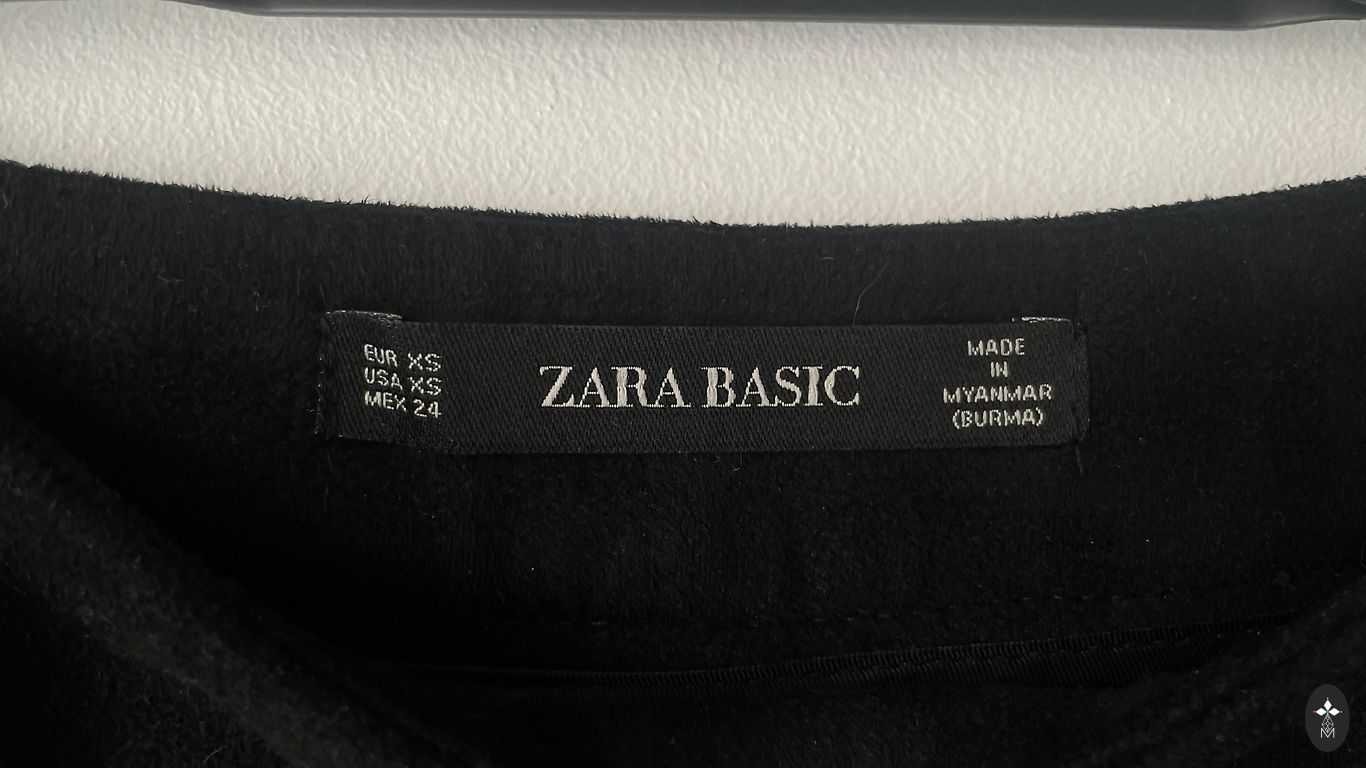 EUR XS
USA XS
MEX 24
ZARA BASIC
MADE
IN
MYANMAR
(BURMA)
M